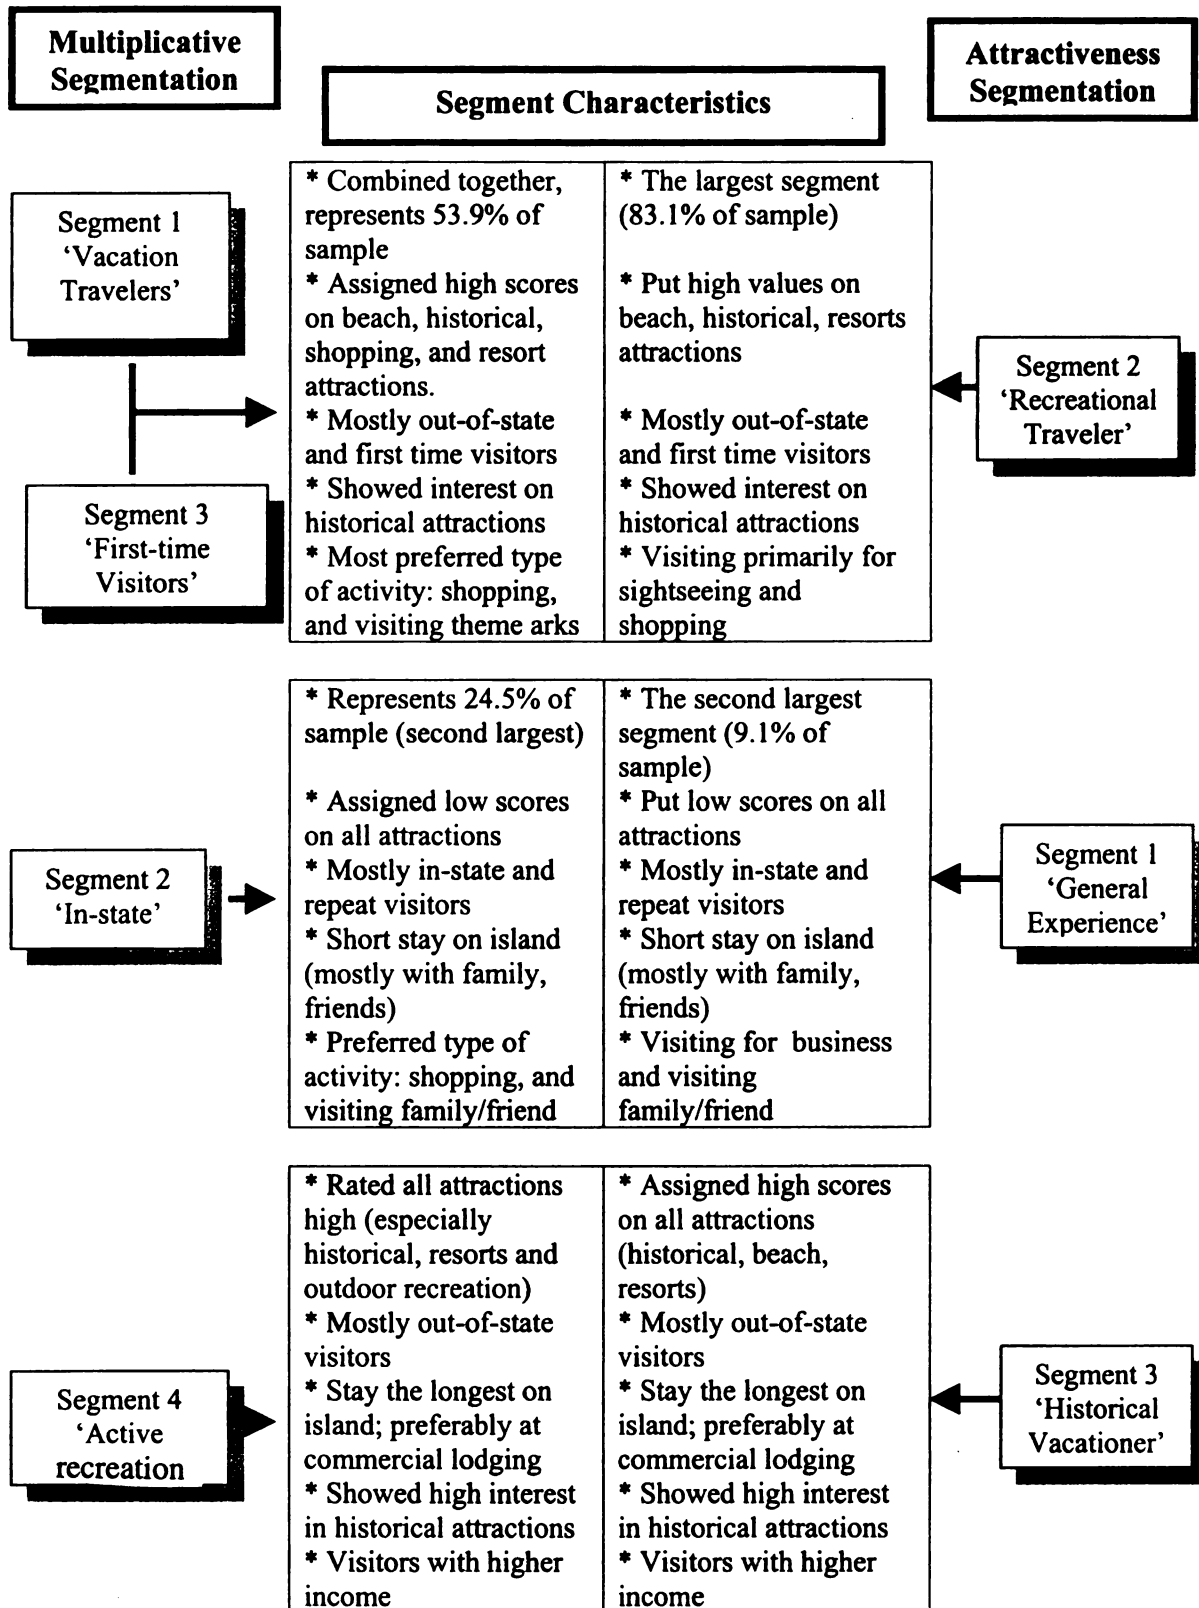 Multiplicative
Segmentation
Segment Characteristics
Attractiveness
Segmentation
Segment 1
‘Vacation
Travelers’
Segment 3
‘First-time
Visitors’
* Combined together,
represents 53.9% of
sample
* Assigned high scores
on beach, historical,
shopping, and resort
attractions.
* Mostly out-of-state
and first time visitors
* Showed interest on
historical attractions
* Most preferred type
of activity: shopping,
and visiting theme arks
* The largest segment
(83.1% of sample)
* Put high values on
beach, historical, resorts
attractions
* Mostly out-of-state
and first time visitors
* Showed interest on
historical attractions
* Visiting primarily for
sightseeing and
shopping
Segment 2
‘Recreational
Traveler’
Segment 2
‘In-state’
* Represents 24.5% of
sample (second largest)
* Assigned low scores
on all attractions
* Mostly in-state and
repeat visitors
* Short stay on island
(mostly with family,
friends)
* Preferred type of
activity: shopping, and
visiting family/friend
* The second largest
segment (9.1% of
sample)
* Put low scores on all
attractions
* Mostly in-state and
repeat visitors
* Short stay on island
(mostly with family,
friends)
* Visiting for business
and visiting
family/friend
Segment 1
‘General
Experience’
Segment 4
‘Active
recreation
* Rated all attractions
high (especially
historical, resorts and
outdoor recreation)
* Mostly out-of-state
visitors
* Stay the longest on
island; preferably at
commercial lodging
* Showed high interest
in historical attractions
* Visitors with higher
income
* Assigned high scores
on all attractions
(historical, beach,
resorts)
* Mostly out-of-state
visitors
* Stay the longest on
island; preferably at
commercial lodging
* Showed high interest
in historical attractions
* Visitors with higher
income
Segment 3
‘Historical
Vacationer’